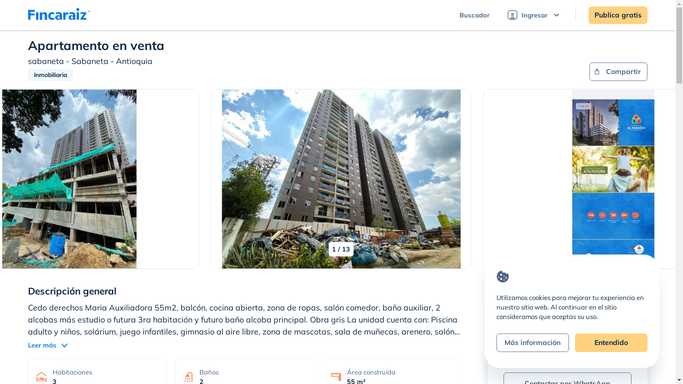 Fincaraiz
Buscador
Ingresar
Publica gratis
Apartamento en venta
sabaneta - Sabaneta - Antioquia
Inmobiliaria
Compartir
1 / 13
Descripción general
Cedo derechos Maria Auxiliadora 55m2, balcón, cocina abierta, zona de ropas, salón comedor, baño auxiliar, 2
alcobas más estudio o futura 3ra habitación y futuro baño alcoba principal. Obra gris La unidad cuenta con: Piscina
adulto y niños, solárium, juego infantiles, gimnasio al aire libre, zona de mascotas, sala de muñecas, arenero, salón...
Leer más
Habitaciones
3
Baños
2
Área construida
55 m²
Utilizamos cookies para mejorar tu experiencia en
nuestro sitio web. Al continuar en el sitio
consideramos que aceptas su uso.
Más información
Entendido
Contactar por WhatsApp